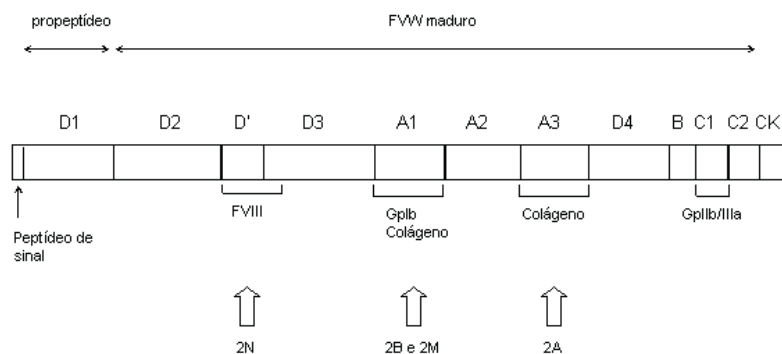 propeptídeo FVW maduro
D1 D2 D' D3 A1 A2 A3 D4 B C1 C2 CK
FVIII GpIb Colágeno GpIIb/IIIa
Colágeno
Peptídeo de
sinal
2N 2B e 2M 2A